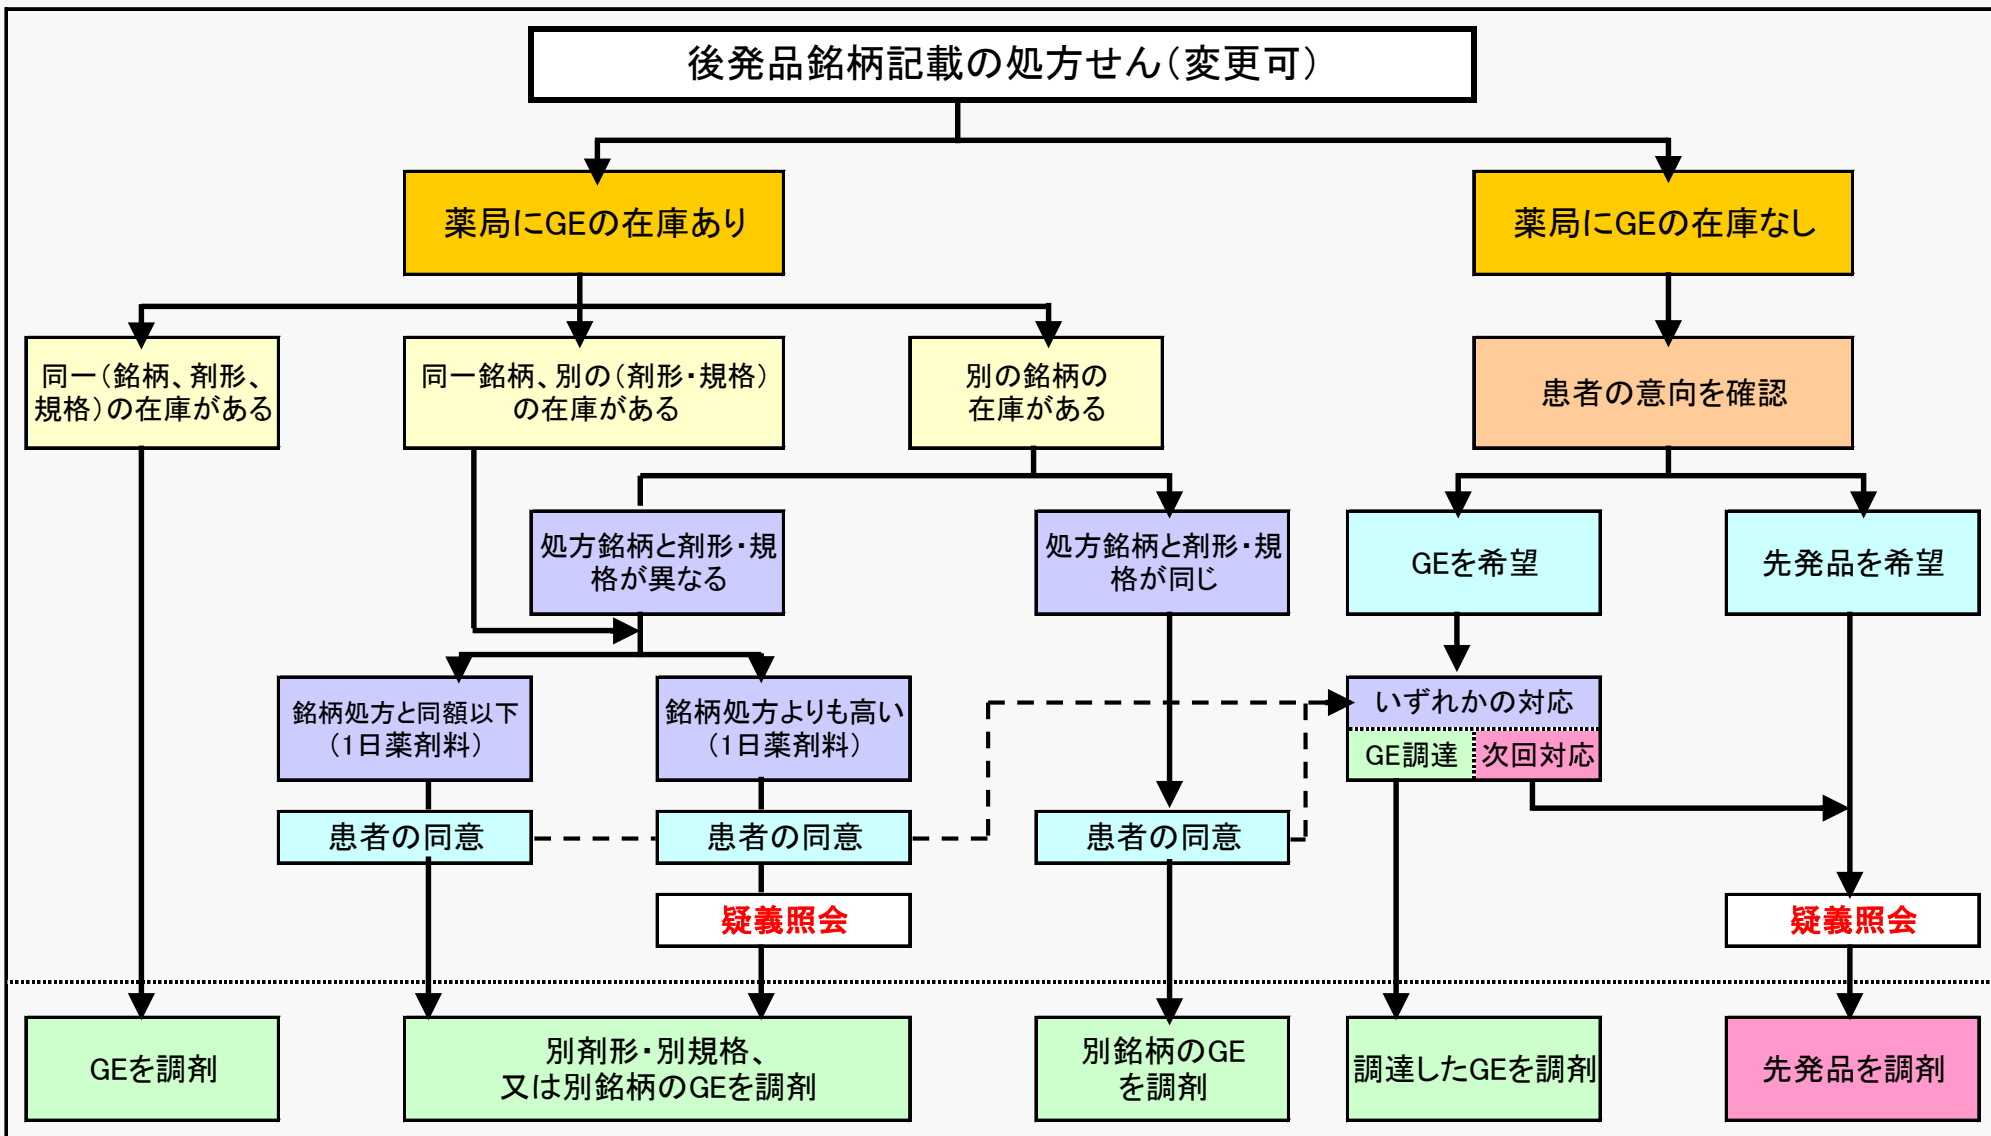 後発品銘柄記載の処方せん（変更可）
薬局にGEの在庫あり
薬局にGEの在庫なし
同一（銘柄、剤形、
規格）の在庫がある
同一銘柄、別の（剤形・規格）
の在庫がある
別の銘柄の
在庫がある
患者の意向を確認
処方銘柄と剤形・規
格が異なる
処方銘柄と剤形・規
格が同じ
GEを希望
先発品を希望
銘柄処方と同額以下
（1日薬剤料）
銘柄処方よりも高い
（1日薬剤料）
いずれかの対応
GE調達
次回対応
患者の同意
患者の同意
患者の同意
疑義照会
疑義照会
GEを調剤
別剤形・別規格、
又は別銘柄のGEを調剤
別銘柄のGE
を調剤
調達したGEを調剤
先発品を調剤